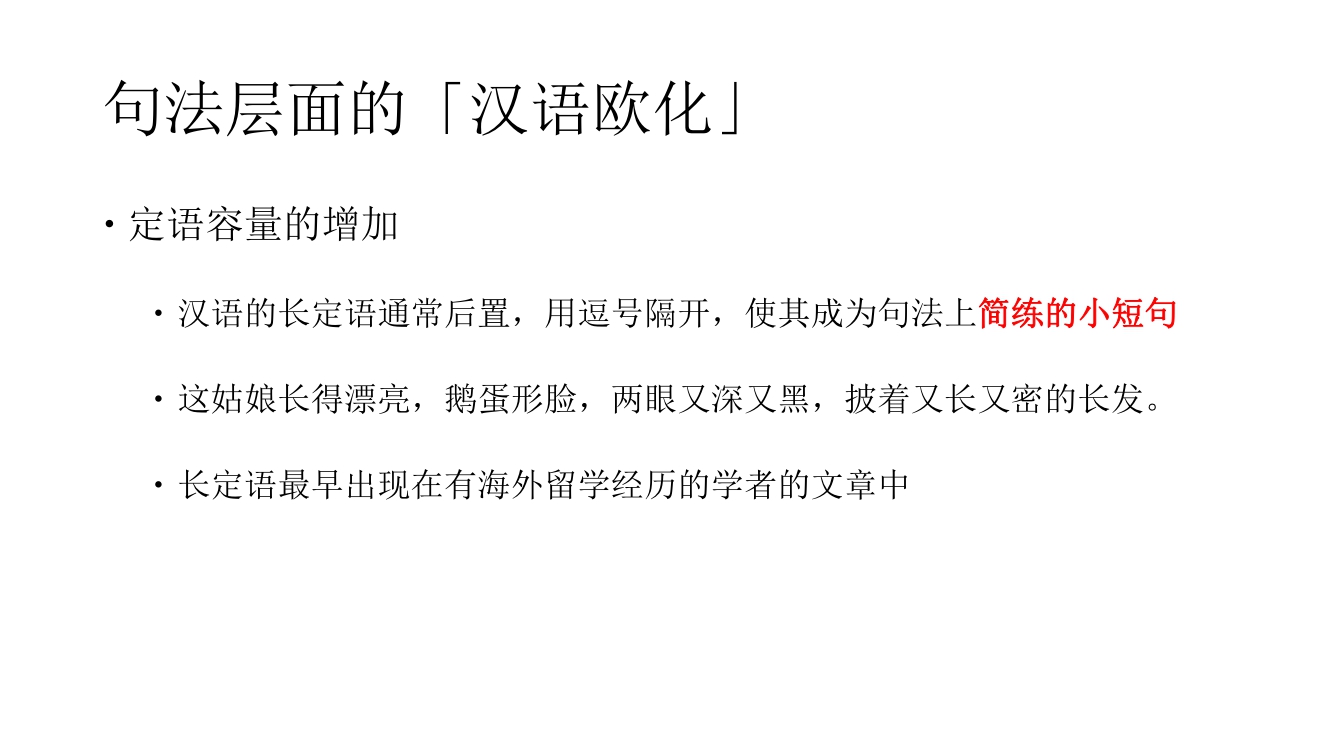 句法层面的「汉语欧化」
• 定语容量的增加
• 汉语的长定语通常后置，用逗号隔开，使其成为句法上简练的小短句
• 这姑娘长得漂亮，鹅蛋形脸，两眼又深又黑，披着又长又密的长发。
• 长定语最早出现在有海外留学经历的学者的文章中